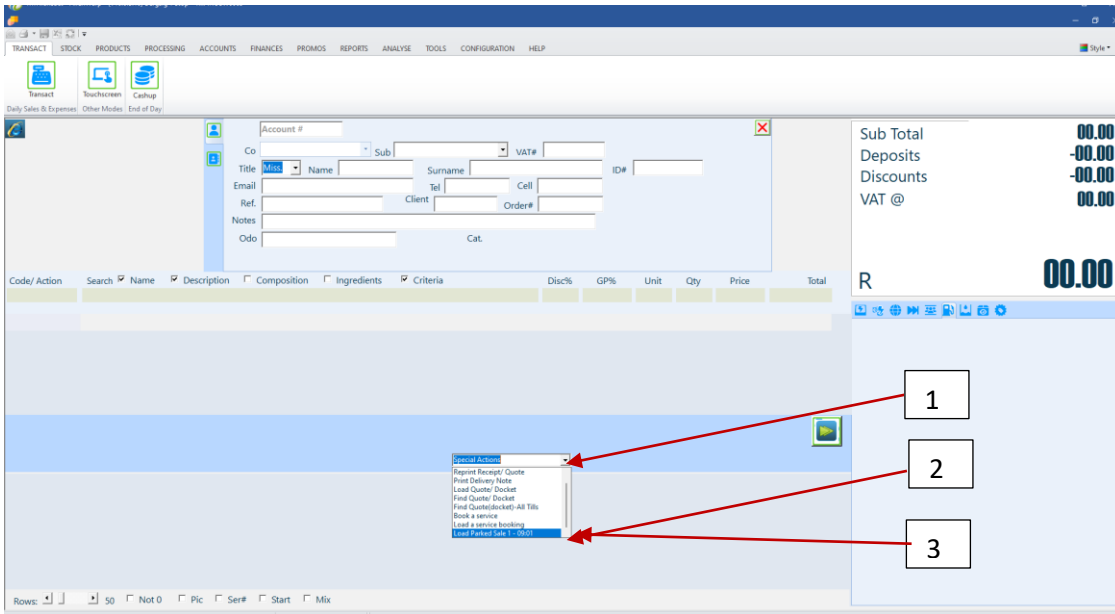 TRANSACT STOCK PRODUCTS PROCESSING ACCOUNTS FINANCES PROMOS REPORTS ANALYSE TOOLS CONFIGURATION HELP Style
Transact Touchscreen Cashup
Daily Sales & Expenses Other Modes End of Day
Account #
Co Sub VAT#
Title Miss. Name Surname ID#
Email Tel Cell
Ref. Client Order#
Notes
Odo Cat.
Sub Total 00.00
Deposits -00.00
Discounts -00.00
VAT @ 00.00
R 00.00
Code/ Action Search Name Description Composition Ingredients Criteria Disc% GP% Unit Qty Price Total
1
2
3
Special Actions
Reprint Receipt/ Quote
Print Delivery Note
Load Quote/ Docket
Find Quote/ Docket
Find Quote(docket)-All Tills
Book a service
Load a service booking
Load Parked Sale 1 - 09:01
Rows: 50 Not 0 Pic Ser# Start Mix